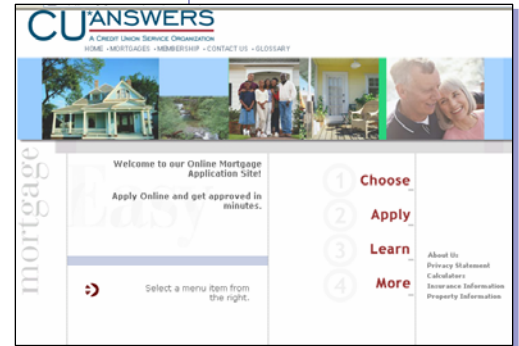 CU*ANSWERS
A CREDIT UNION SERVICE ORGANIZATION
HOME • MORTGAGES • MEMBERSHIP • CONTACT US • GLOSSARY
mortgage
Easy
Welcome to our Online Mortgage
Application Site!
Apply Online and get approved in
minutes.
Select a menu item from
the right.
1 Choose
2 Apply
3 Learn
4 More
About Us
Privacy Statement
Calculators
Insurance Information
Property Information